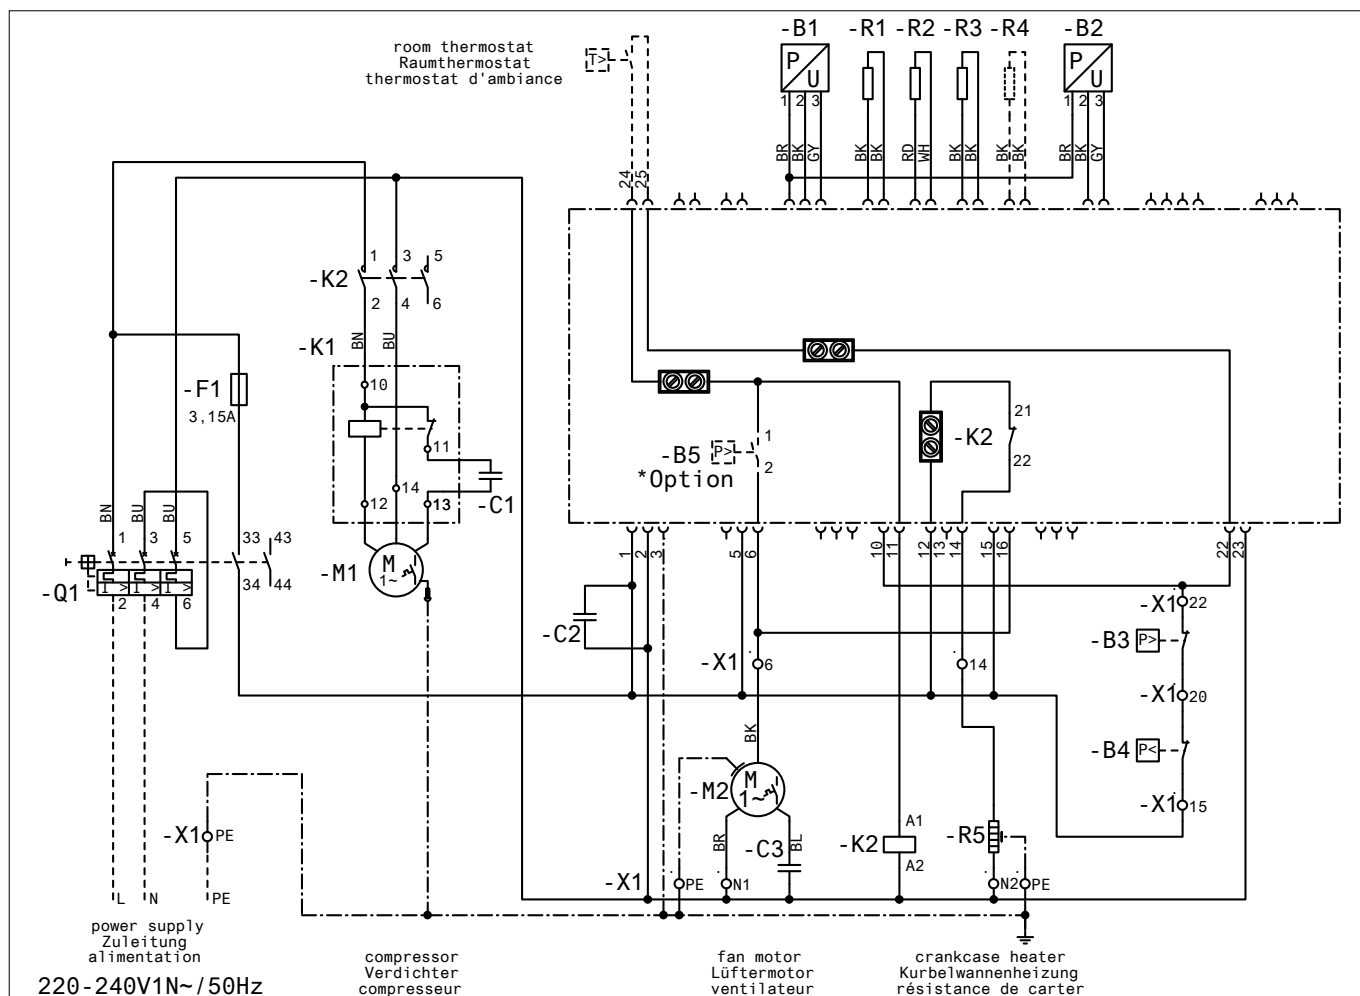 -B1 -R1 -R2 -R3 -R4 -B2
room thermostat
Raumthermostat
thermostat d'ambiance
T>
P U
P U
1 2 3
1 2 3
BR BK GY BK BK RD WH BK BK BK BK BR BK GY
24 25
1 3 5
-K2
2 4 6
BN BU
-K1
10
-F1
3,15A
11
12 14 13
-C1
21
-K2
22
1
-B5 P>
2
*Option
BN BU BU
1 3 5 33 43
-Q1
I > I > I >
2 4 6 34 44
-M1
M
1~
1 2 3 5 6 10 11 12 13 14 15 16 22 23
-C2
-X1 22
-B3 P>
-X1 6
14
-X1 20
BK
-B4 P<
-M2
M
1~
-X1 15
-X1 PE
BR
-C3
BL
-K2
A1
A2
-R5
-X1
PE N1 N2 PE
L N PE
power supply
Zuleitung
alimentation
220-240V1N~/50Hz
compressor
Verdichter
compresseur
fan motor
Lüftermotor
ventilateur
crankcase heater
Kurbelwannenheizung
résistance de carter